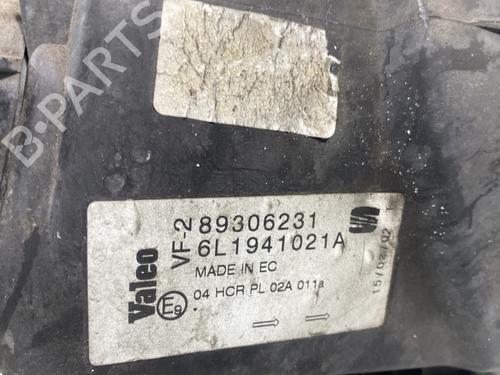 B-PARTS
Valeo
VF-2
89306231
6L1941021A
MADE IN EC
04 HCR PL 02A 011a
E9
15/02/02